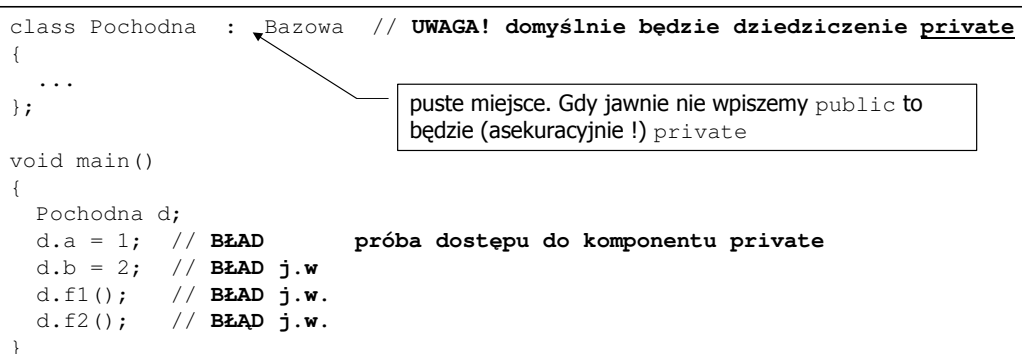 class Pochodna : Bazowa // UWAGA! domyślnie będzie dziedziczenie private
{
...
};
puste miejsce. Gdy jawnie nie wpiszemy public to
będzie (asekuracyjnie !) private
void main()
{
Pochodna d;
d.a = 1; // BŁAD próba dostępu do komponentu private
d.b = 2; // BŁAD j.w
d.f1(); // BŁAD j.w.
d.f2(); // BŁĄD j.w.
}